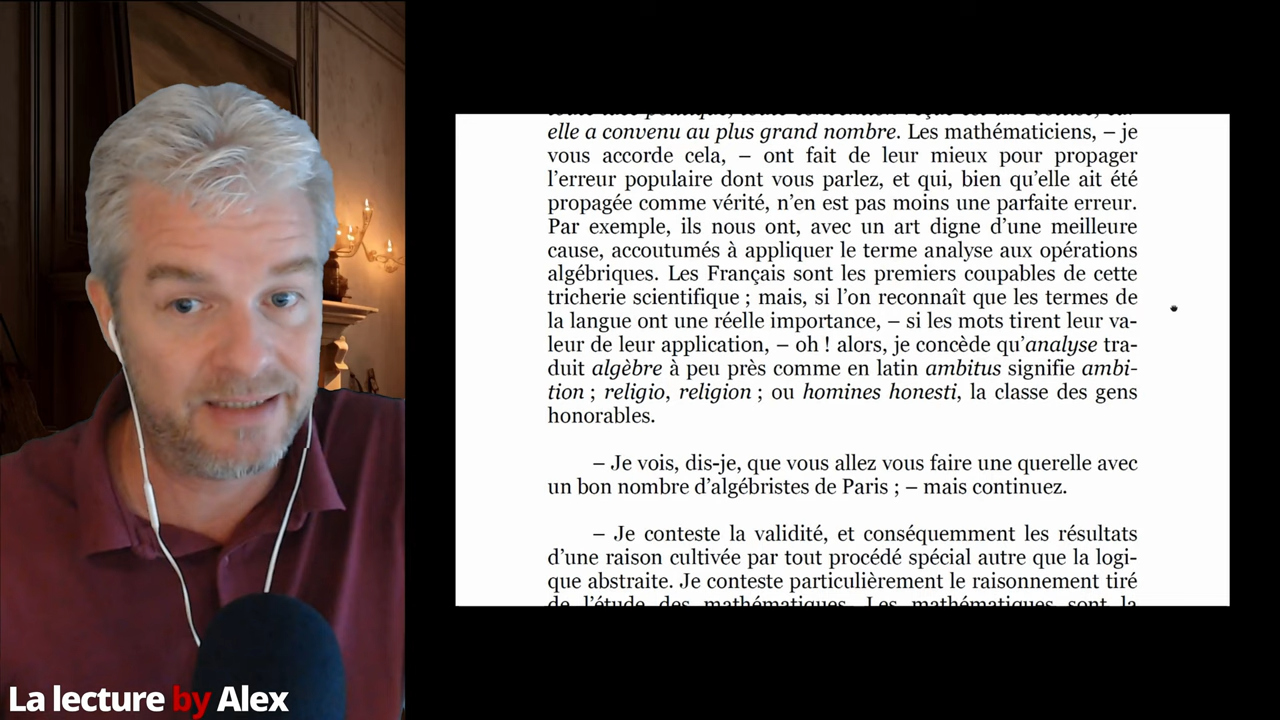 elle a convenu au plus grand nombre. Les mathématiciens, – je
vous accorde cela, – ont fait de leur mieux pour propager
l’erreur populaire dont vous parlez, et qui, bien qu’elle ait été
propagée comme vérité, n’en est pas moins une parfaite erreur.
Par exemple, ils nous ont, avec un art digne d’une meilleure
cause, accoutumés à appliquer le terme analyse aux opérations
algébriques. Les Français sont les premiers coupables de cette
tricherie scientifique ; mais, si l’on reconnaît que les termes de
la langue ont une réelle importance, – si les mots tirent leur va-
leur de leur application, – oh ! alors, je concède qu’analyse tra-
duit algèbre à peu près comme en latin ambitus signifie ambi-
tion ; religio, religion ; ou homines honesti, la classe des gens
honorables.
– Je vois, dis-je, que vous allez vous faire une querelle avec
un bon nombre d’algébristes de Paris ; – mais continuez.
– Je conteste la validité, et conséquemment les résultats
d’une raison cultivée par tout procédé spécial autre que la logi-
que abstraite. Je conteste particulièrement le raisonnement tiré
de l’étude des mathématiques. Les mathématiques sont la
La lecture by Alex